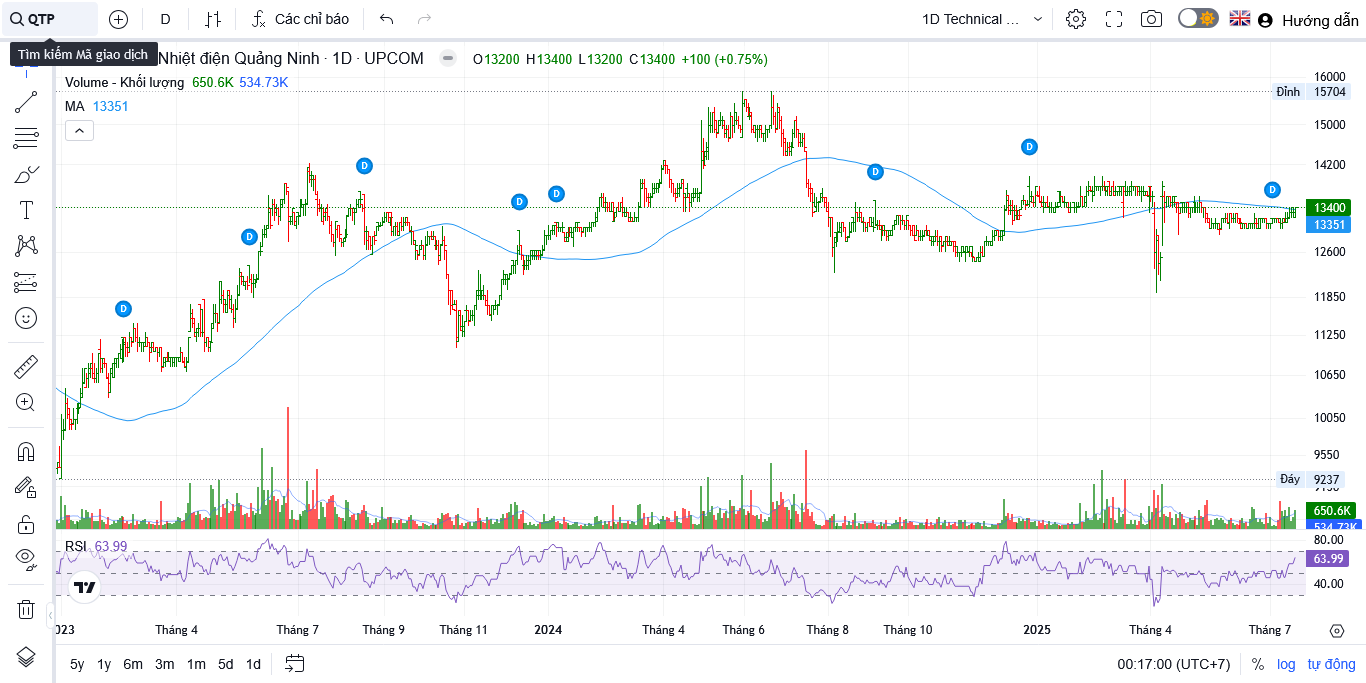 QTP
D
Các chỉ báo
1D Technical ...
Hướng dẫn
Tìm kiếm Mã giao dịch
Nhiệt điện Quảng Ninh · 1D · UPCOM
O13200 H13400 L13200 C13400 +100 (+0.75%)
Volume - Khối lượng 650.6K 534.73K
MA 13351
16000
Đỉnh 15704
15000
14200
13400
13351
12600
11850
11250
10650
10050
9550
Đáy 9237
650.6K
534.73K
D
D
D
D
D
D
D
D
RSI 63.99
80.00
63.99
40.00
023 Tháng 4 Tháng 7 Tháng 9 Tháng 11 2024 Tháng 4 Tháng 6 Tháng 8 Tháng 10 2025 Tháng 4 Tháng 7
5y 1y 6m 3m 1m 5d 1d
00:17:00 (UTC+7) % log tự động